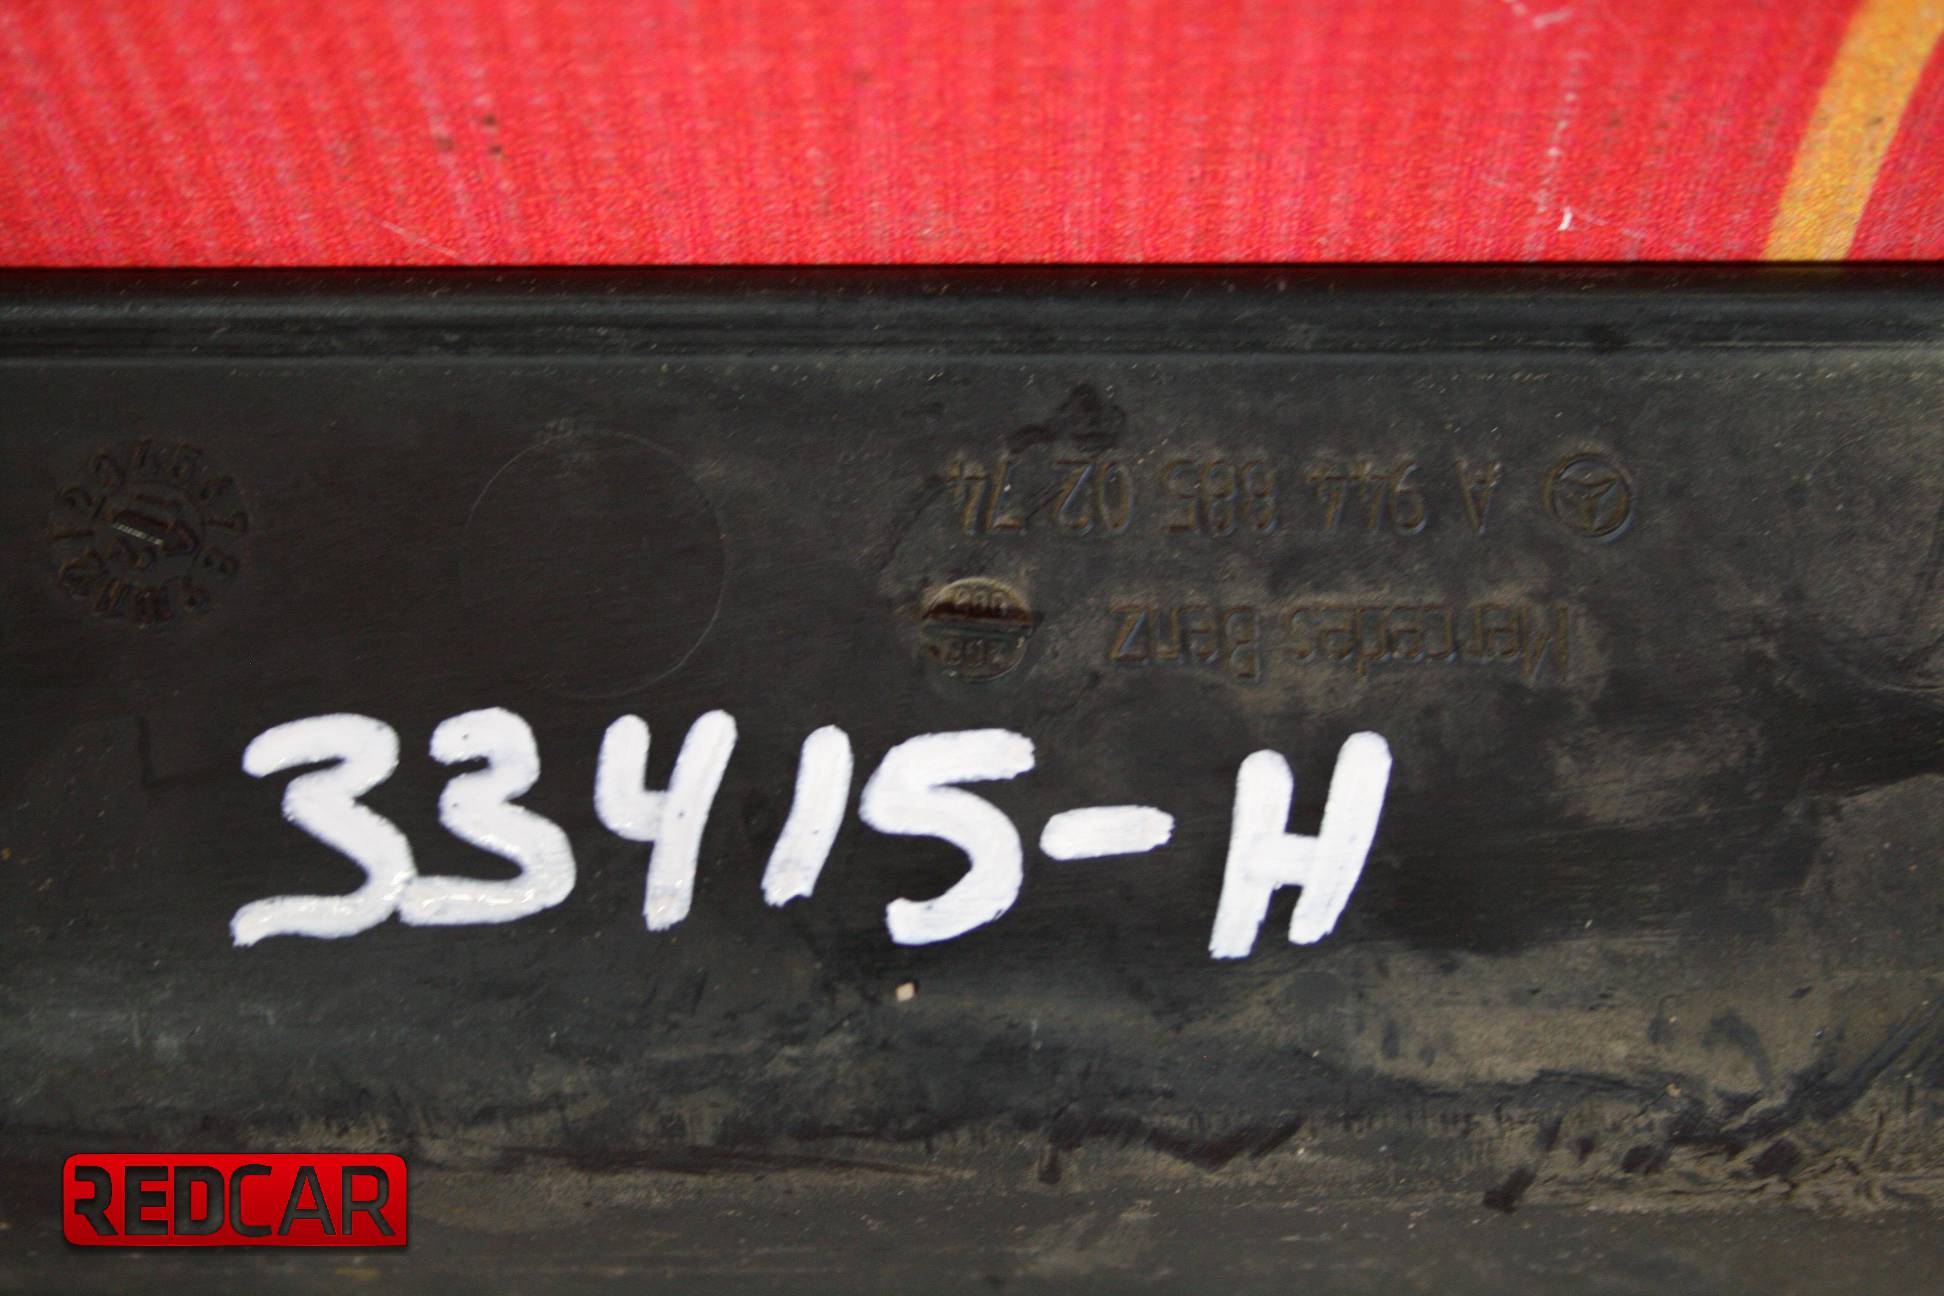 A 944 885 02 74
Mercedes Benz
33415-H
REDCAR